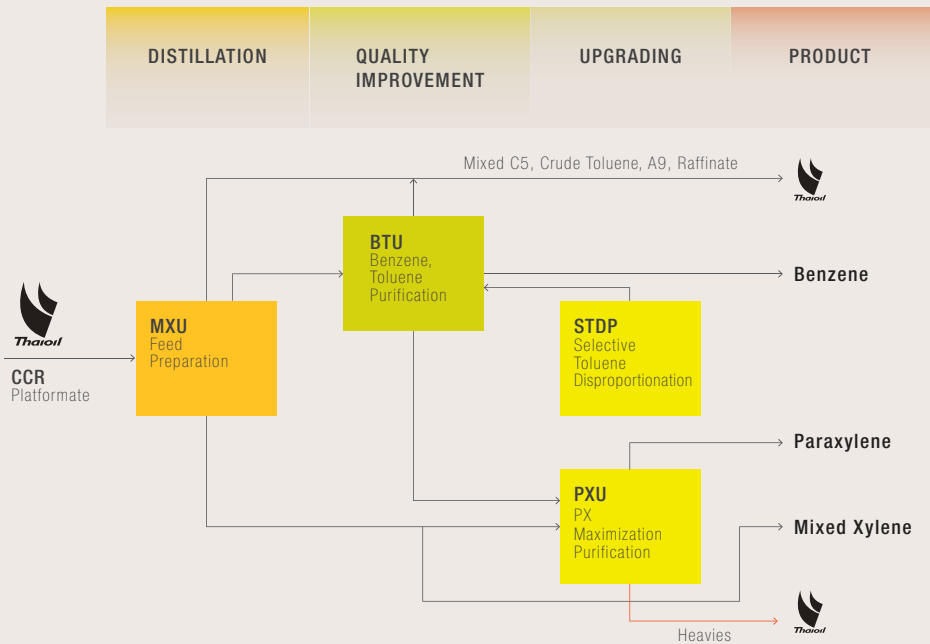 DISTILLATION
QUALITY
IMPROVEMENT
UPGRADING
PRODUCT
Mixed C5, Crude Toluene, A9, Raffinate
Thaioil
BTU
Benzene,
Toluene
Purification
Benzene
Thaioil
CCR
Platformate
MXU
Feed
Preparation
STDP
Selective
Toluene
Disproportionation
Paraxylene
PXU
PX
Maximization
Purification
Mixed Xylene
Thaioil
Heavies